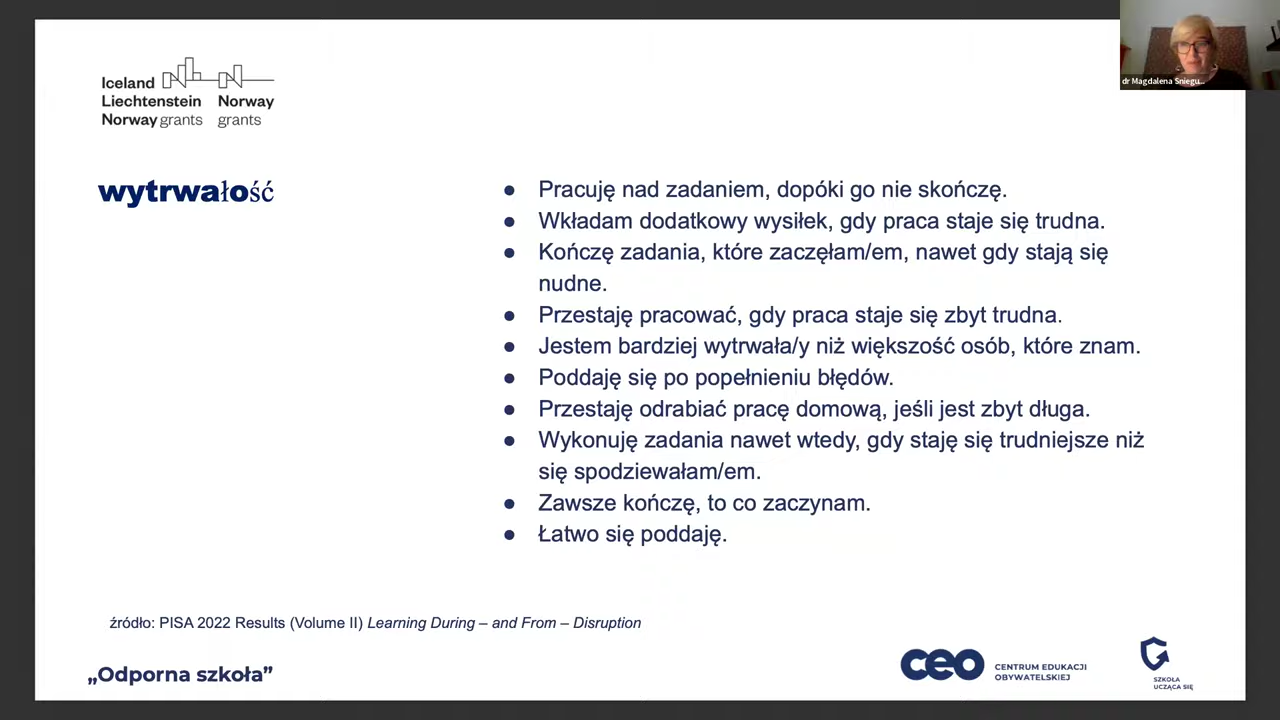 Iceland
Liechtenstein Norway
Norway grants grants
dr Magdalena Śniegu...
wytrwałość
● Pracuję nad zadaniem, dopóki go nie skończę.
● Wkładam dodatkowy wysiłek, gdy praca staje się trudna.
● Kończę zadania, które zaczęłam/em, nawet gdy stają się
nudne.
● Przestaję pracować, gdy praca staje się zbyt trudna.
● Jestem bardziej wytrwała/y niż większość osób, które znam.
● Poddaję się po popełnieniu błędów.
● Przestaję odrabiać pracę domową, jeśli jest zbyt długa.
● Wykonuję zadania nawet wtedy, gdy staję się trudniejsze niż
się spodziewałam/em.
● Zawsze kończę, to co zaczynam.
● Łatwo się poddaję.
źródło: PISA 2022 Results (Volume II) Learning During – and From – Disruption
„Odporna szkoła”
ceo CENTRUM EDUKACJI
OBYWATELSKIEJ
SZKOŁA
UCZĄCA SIĘ